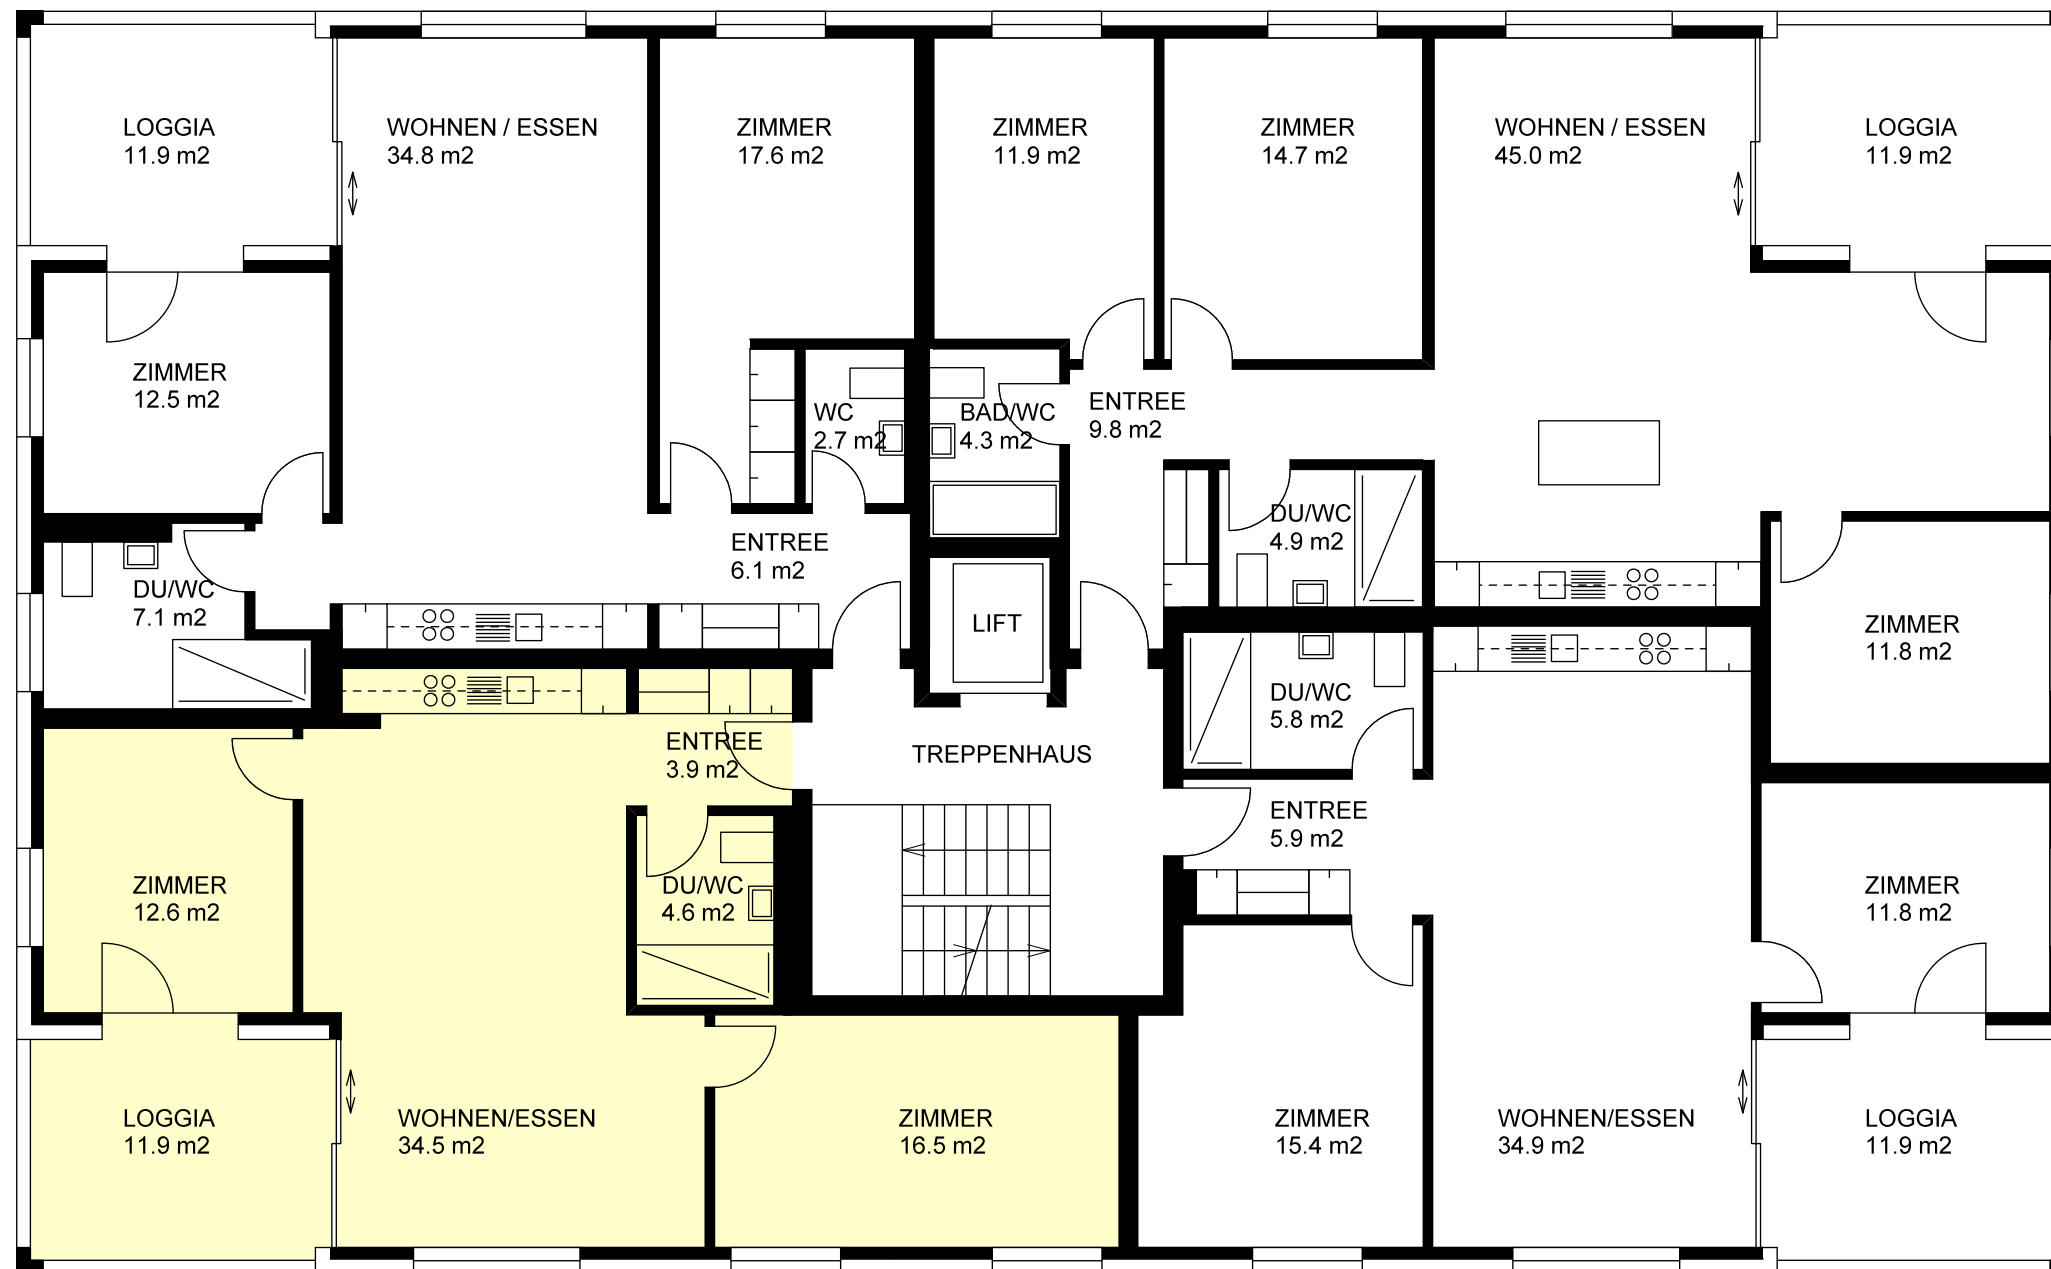 LOGGIA
11.9 m2
WOHNEN / ESSEN
34.8 m2
ZIMMER
17.6 m2
ZIMMER
11.9 m2
ZIMMER
14.7 m2
WOHNEN / ESSEN
45.0 m2
LOGGIA
11.9 m2
ZIMMER
12.5 m2
WC
2.7 m2
BAD/WC
4.3 m2
ENTREE
9.8 m2
DU/WC
4.9 m2
ENTREE
6.1 m2
DU/WC
7.1 m2
LIFT
ZIMMER
11.8 m2
DU/WC
5.8 m2
ENTREE
3.9 m2
TREPPENHAUS
ENTREE
5.9 m2
ZIMMER
12.6 m2
DU/WC
4.6 m2
ZIMMER
11.8 m2
LOGGIA
11.9 m2
WOHNEN/ESSEN
34.5 m2
ZIMMER
16.5 m2
ZIMMER
15.4 m2
WOHNEN/ESSEN
34.9 m2
LOGGIA
11.9 m2